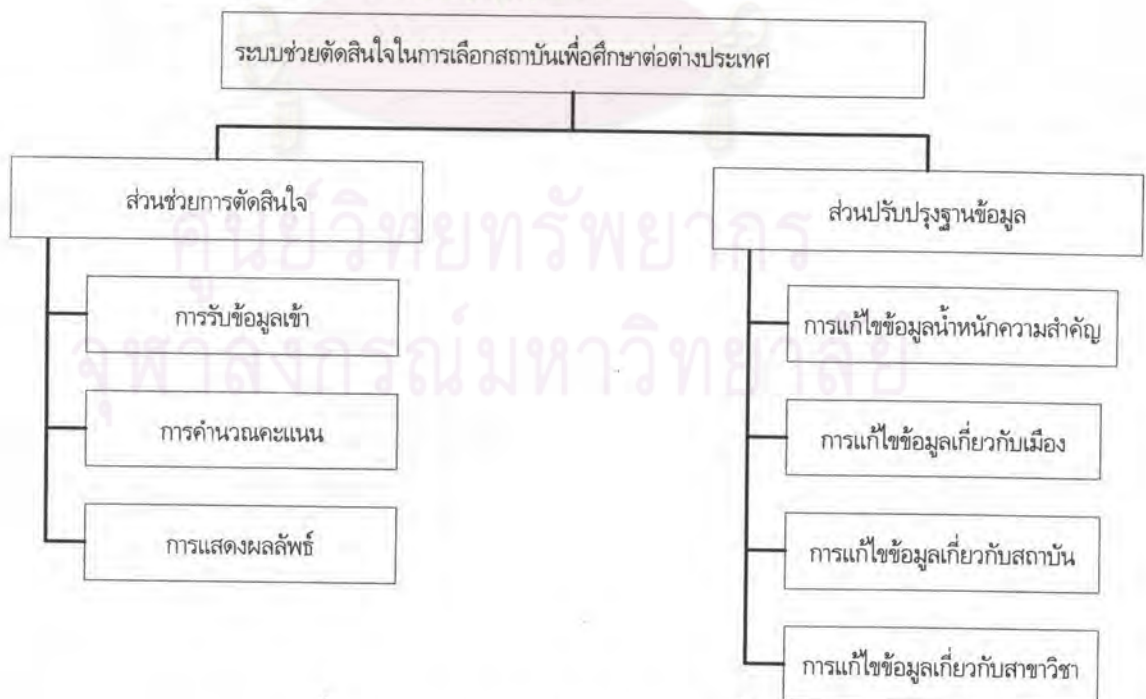 ระบบช่วยตัดสินใจในการเลือกสถาบันเพื่อศึกษาต่อต่างประเทศ
ส่วนช่วยการตัดสินใจ
การรับข้อมูลเข้า
การคำนวณคะแนน
การแสดงผลลัพธ์
ส่วนปรับปรุงฐานข้อมูล
การแก้ไขข้อมูลน้ำหนักความสำคัญ
การแก้ไขข้อมูลเกี่ยวกับเมือง
การแก้ไขข้อมูลเกี่ยวกับสถาบัน
การแก้ไขข้อมูลเกี่ยวกับสาขาวิชา
ศูนย์วิทยทรัพยากร
จุฬาลงกรณ์มหาวิทยาลัย